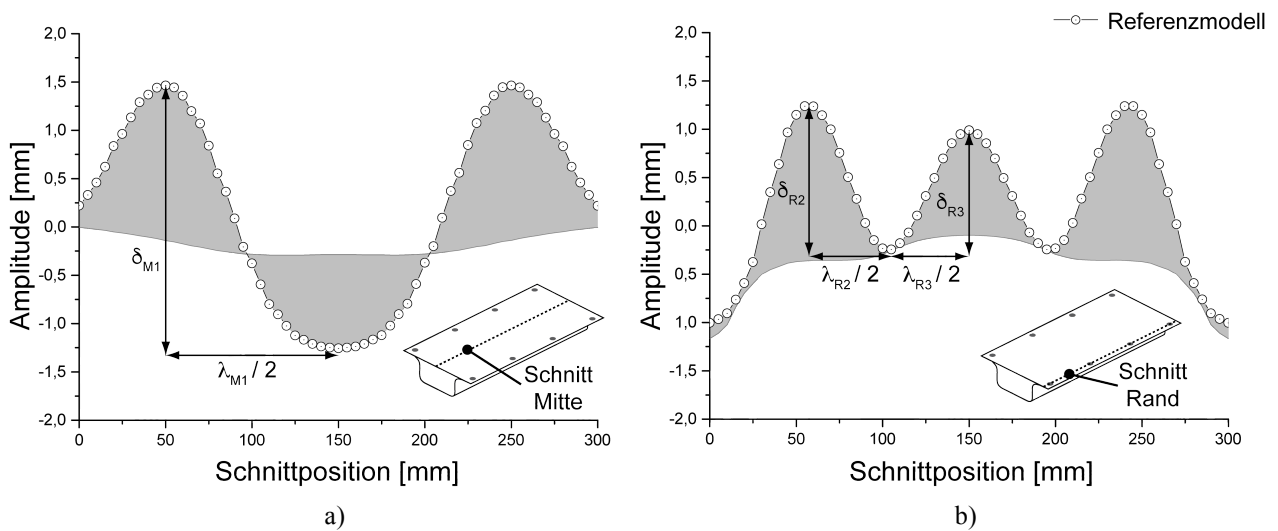 Referenzmodell
2,0
1,5
1,0
0,5
0,0
-0,5
-1,0
-1,5
-2,0
Amplitude [mm]
δM1
λM1 / 2
Schnitt
Mitte
0 50 100 150 200 250 300
Schnittposition [mm]
a)
2,0
1,5
1,0
0,5
0,0
0,5
1,0
-1,5
-2,0
Amplitude [mm]
δR2
δR3
λR2 / 2 λR3 / 2
Schnitt
Rand
0 50 100 150 200 250 300
Schnittposition [mm]
b)